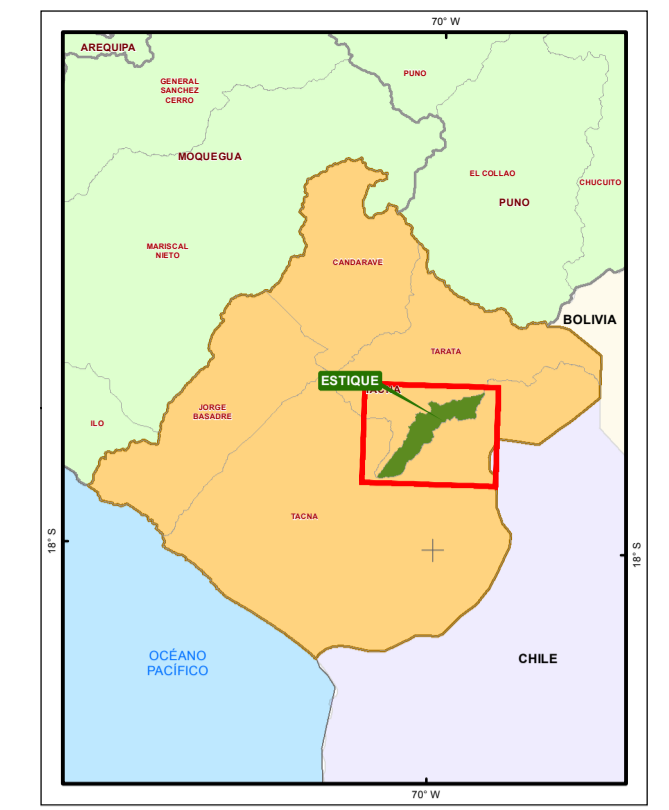 70° W
AREQUIPA
PUNO
GENERAL
SANCHEZ
CERRO
MOQUEGUA
EL COLLAO
CHUCUITO
PUNO
MARISCAL
NIETO
CANDARAVE
BOLIVIA
TARATA
ESTIQUE
TACNA
JORGE
BASADRE
ILO
TACNA
18° S
18° S
OCÉANO
PACÍFICO
CHILE
70° W